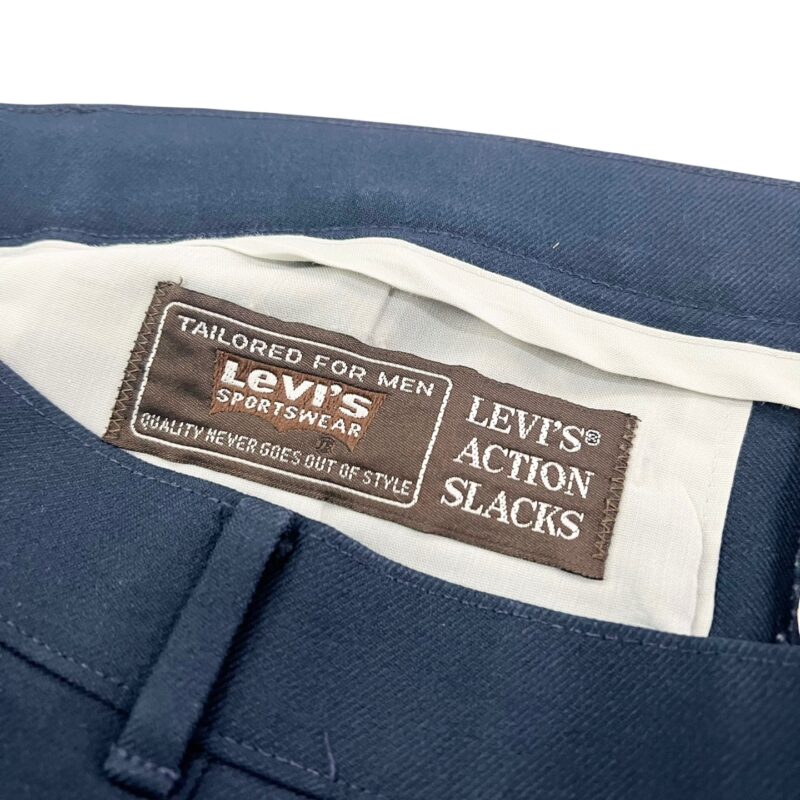 TAILORED FOR MEN
Levi's
SPORTSWEAR
QUALITY NEVER GOES OUT OF STYLE
LEVI'S®
ACTION
SLACKS